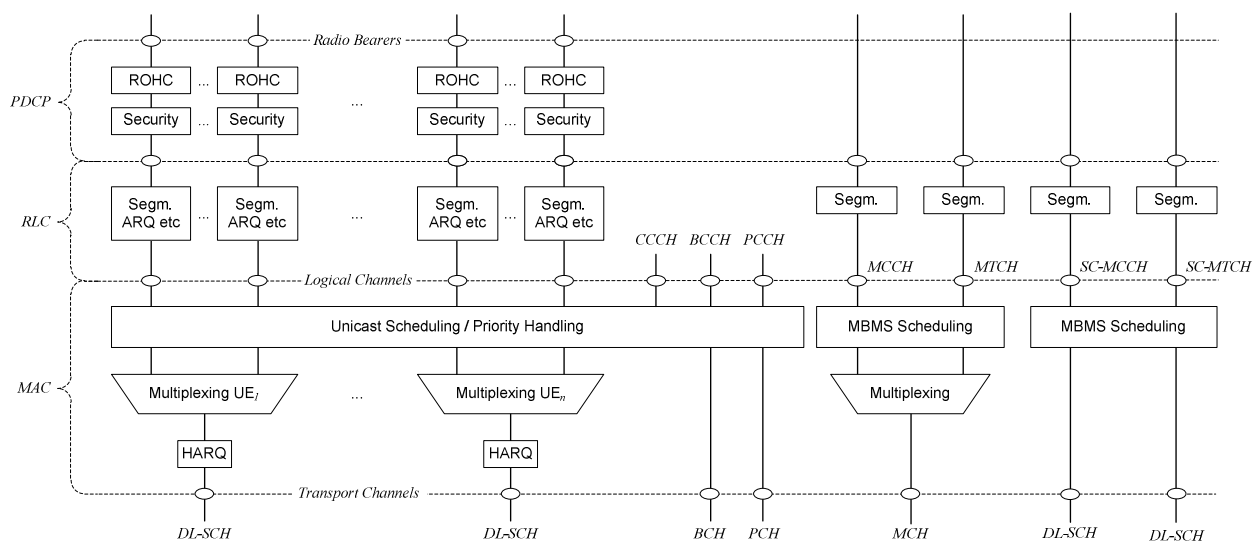 Radio Bearers
ROHC ... ROHC ROHC ... ROHC
PDCP ...
Security ... Security Security ... Security
Segm. ARQ etc ... Segm. ARQ etc ... Segm. ARQ etc ... Segm. ARQ etc Segm. Segm. Segm. Segm.
RLC
CCCH BCCH PCCH
Logical Channels MCCH MTCH SC-MCCH SC-MTCH
Unicast Scheduling / Priority Handling MBMS Scheduling MBMS Scheduling
MAC
Multiplexing UE1 ... Multiplexing UEn Multiplexing
HARQ HARQ
Transport Channels
DL-SCH DL-SCH BCH PCH MCH DL-SCH DL-SCH